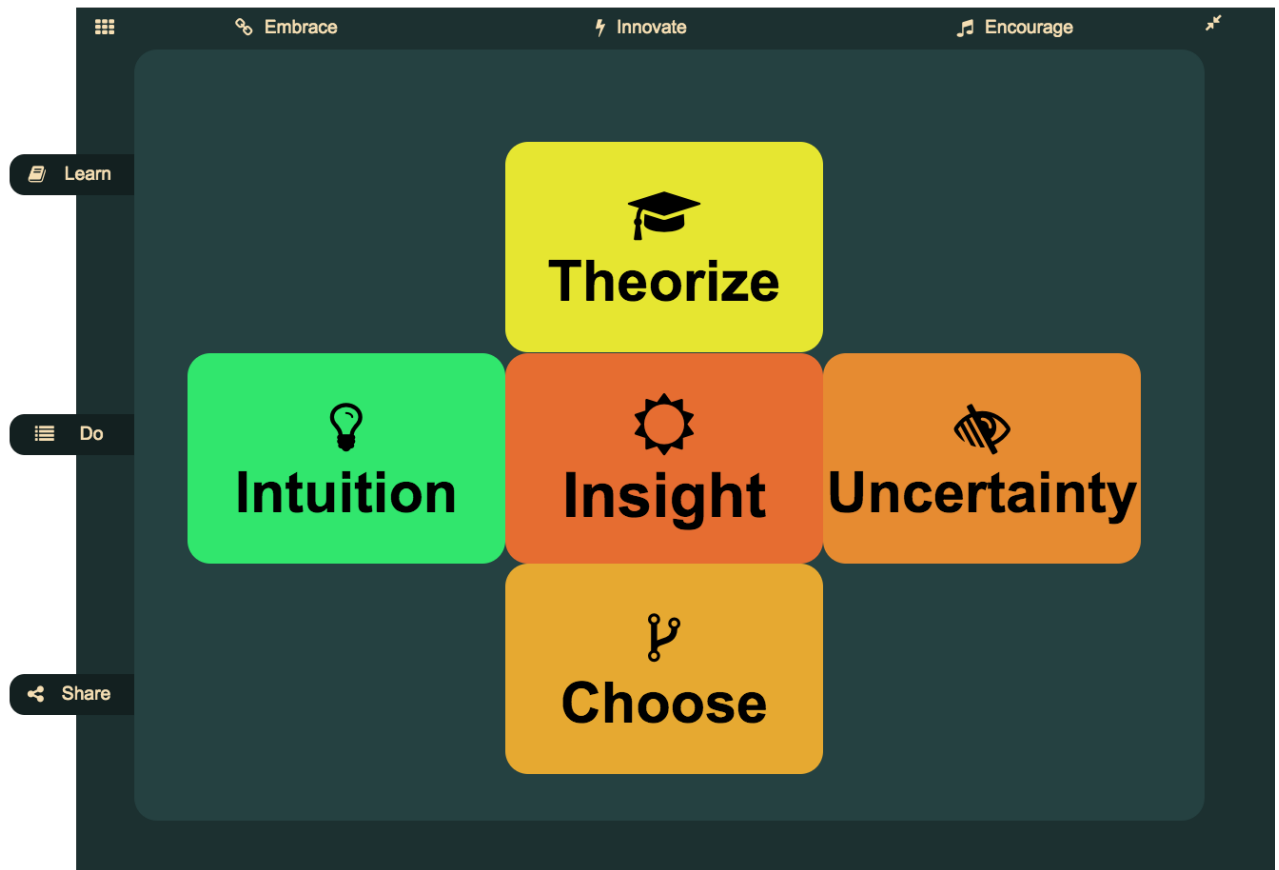 Embrace
Innovate
Encourage
Learn
Theorize
Intuition
Insight
Uncertainty
Do
Choose
Share